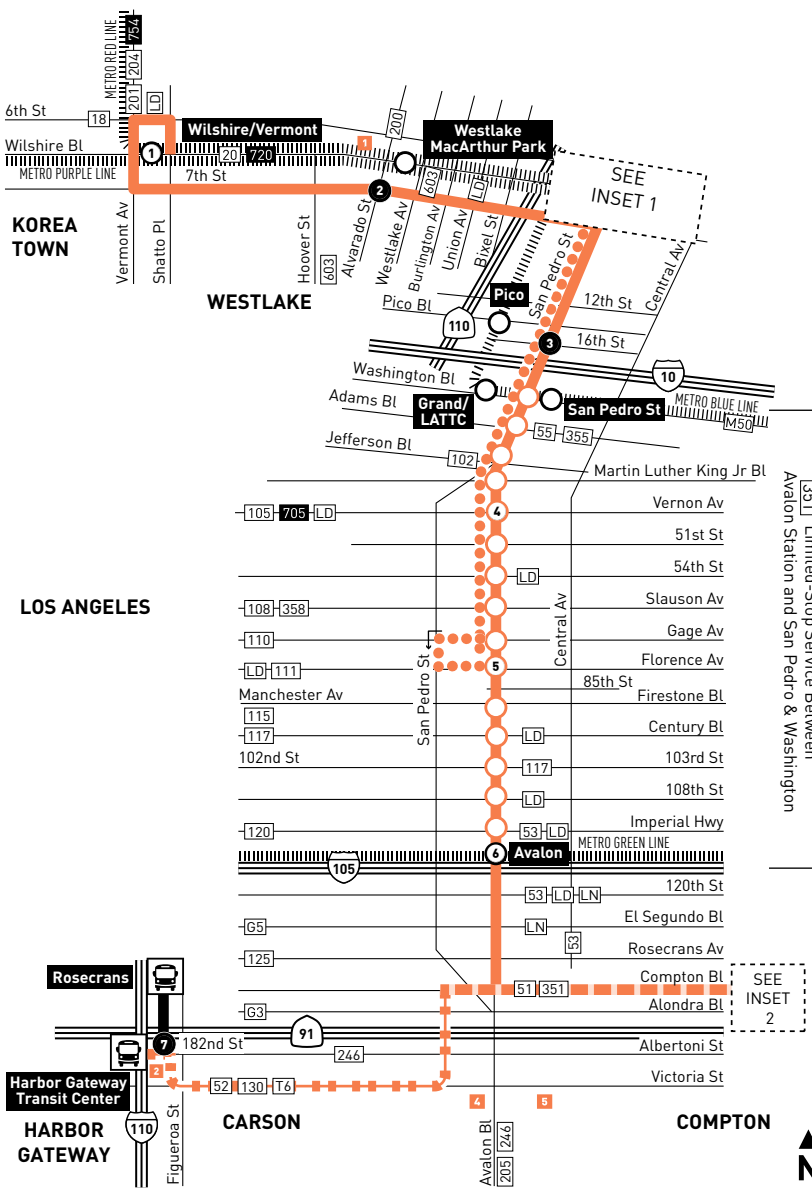 METRO RED LINE
754
204
201
LD
200
6th St
18
Wilshire/Vermont
1
Westlake
MacArthur Park
Wilshire Bl
1
20
720
METRO PURPLE LINE
7th St
2
603
LD
SEE
INSET 1
KOREA
TOWN
Vermont Av
Shatto Pl
Hoover St
603
Alvarado St
Westlake Av
Burlington Av
Union Av
Bixel St
San Pedro St
Central Av
WESTLAKE
Pico Bl
Pico
12th St
110
3
16th St
Washington Bl
10
METRO BLUE LINE
Adams Bl
Grand/
LATTC
San Pedro St
M50
Jefferson Bl
55
355
102
Martin Luther King Jr Bl
105
705
LD
4
Vernon Av
51st St
LD
54th St
LOS ANGELES
108
358
Slauson Av
110
Gage Av
LD
111
5
Florence Av
San Pedro St
Central Av
85th St
Manchester Av
Firestone Bl
115
117
LD
Century Bl
102nd St
117
103rd St
LD
108th St
120
53
LD
Imperial Hwy
METRO GREEN LINE
6
Avalon
105
53
LD
LN
120th St
G5
LN
El Segundo Bl
53
125
Rosecrans Av
Rosecrans
51
351
Compton Bl
SEE
INSET
2
G3
Alondra Bl
91
7
182nd St
246
Albertoni St
2
Harbor Gateway
Transit Center
52
130
T6
Victoria St
4
5
HARBOR
GATEWAY
110
Figueroa St
CARSON
Avalon Bl
205
246
COMPTON
N
351 Limited-Stop Service Between
Avalon Station and San Pedro & Washington